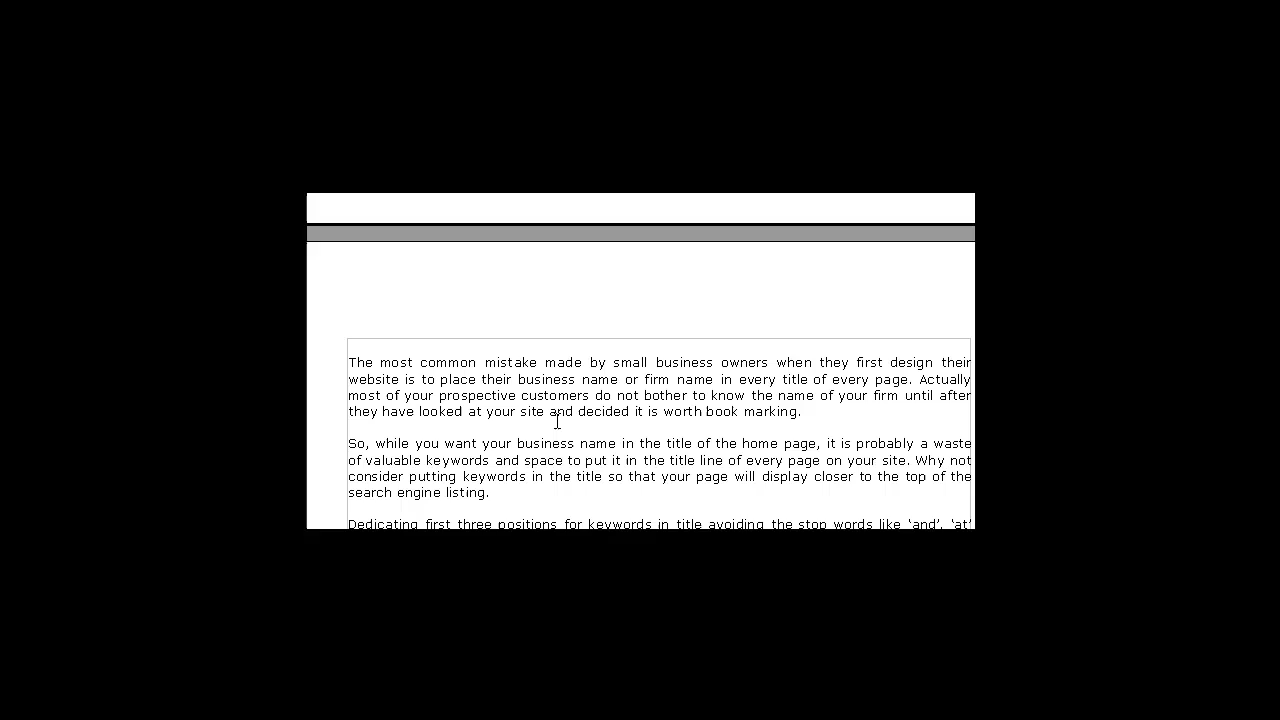 The most common mistake made by small business owners when they first design their
website is to place their business name or firm name in every title of every page. Actually
most of your prospective customers do not bother to know the name of your firm until after
they have looked at your site and decided it is worth book marking.
So, while you want your business name in the title of the home page, it is probably a waste
of valuable keywords and space to put it in the title line of every page on your site. Why not
consider putting keywords in the title so that your page will display closer to the top of the
search engine listing.
Dedicating first three positions for keywords in title avoiding the stop words like ‘and’, ‘at’